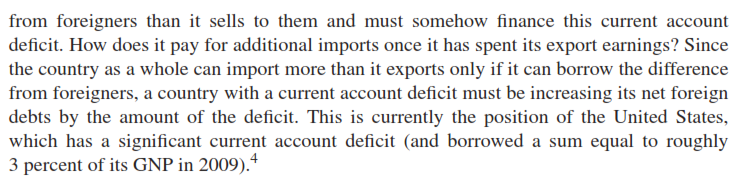 from foreigners than it sells to them and must somehow finance this current account
deficit. How does it pay for additional imports once it has spent its export earnings? Since
the country as a whole can import more than it exports only if it can borrow the difference
from foreigners, a country with a current account deficit must be increasing its net foreign
debts by the amount of the deficit. This is currently the position of the United States,
which has a significant current account deficit (and borrowed a sum equal to roughly
3 percent of its GNP in 2009).⁴